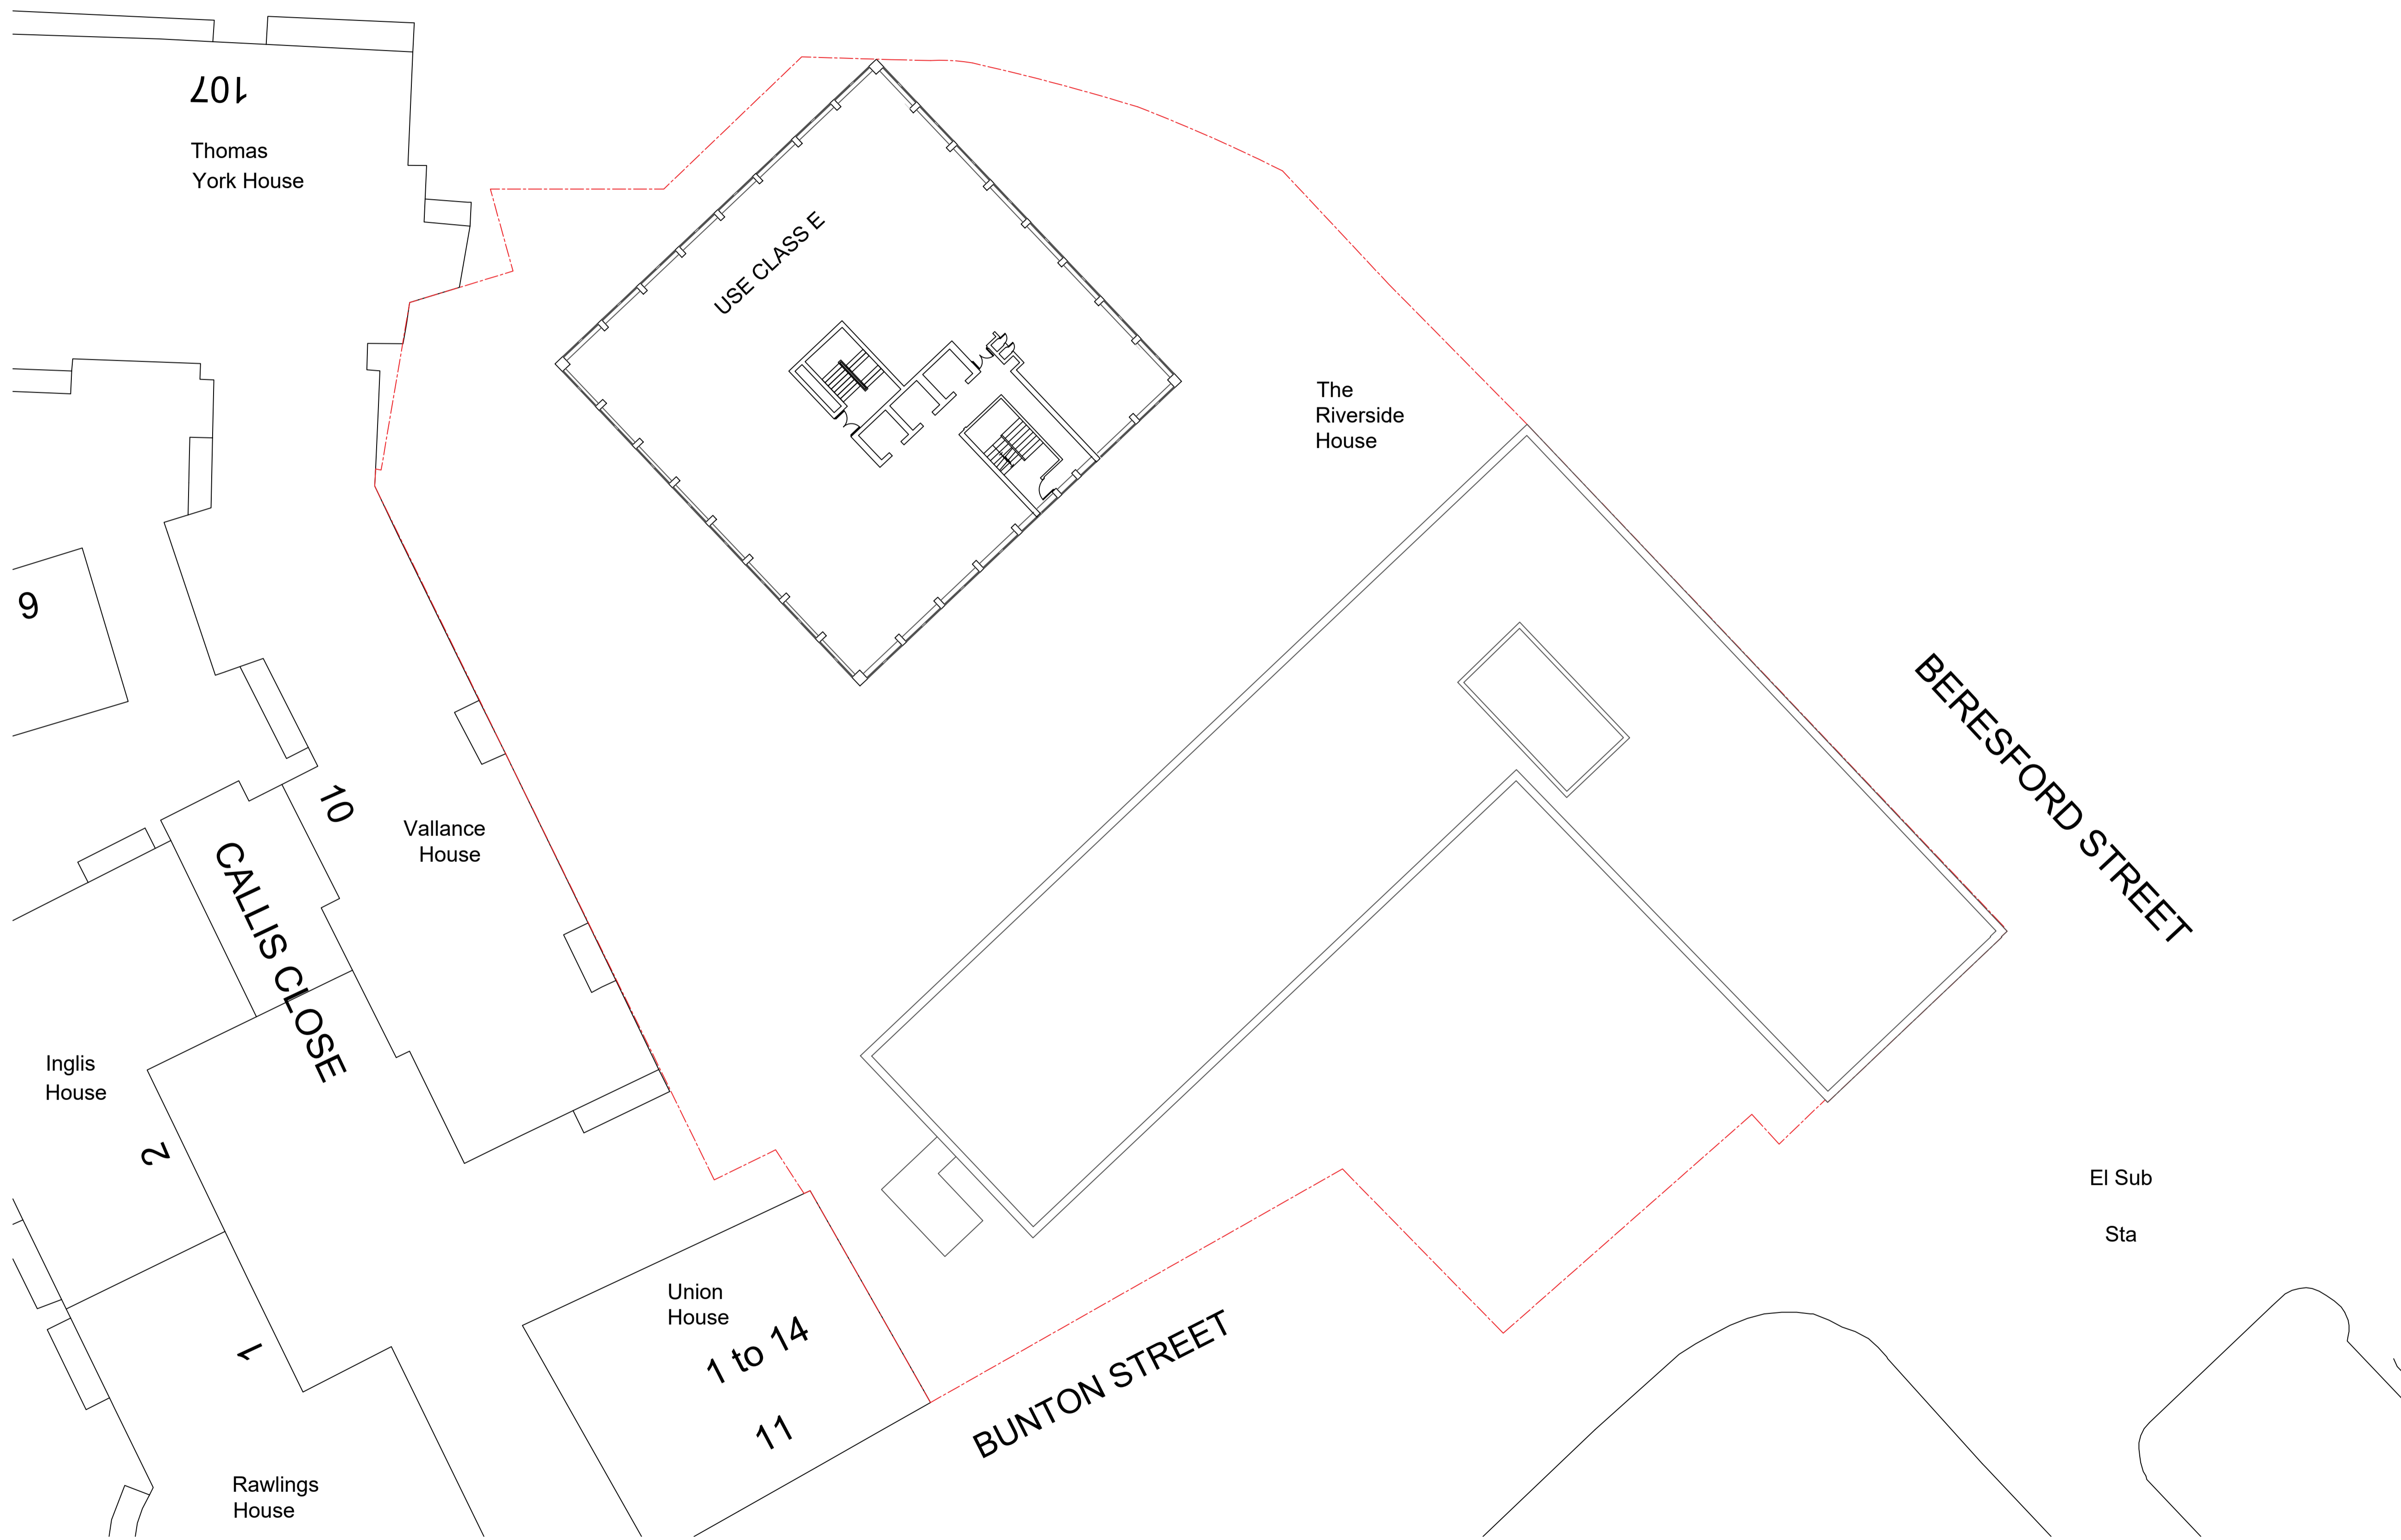 107
Thomas
York House
USE CLASS E
The
Riverside
House
9
BERESFORD STREET
10
Vallance
House
CALLIS CLOSE
Inglis
House
2
El Sub
Sta
Union
House
1 to 14
11
BUNTON STREET
1
Rawlings
House